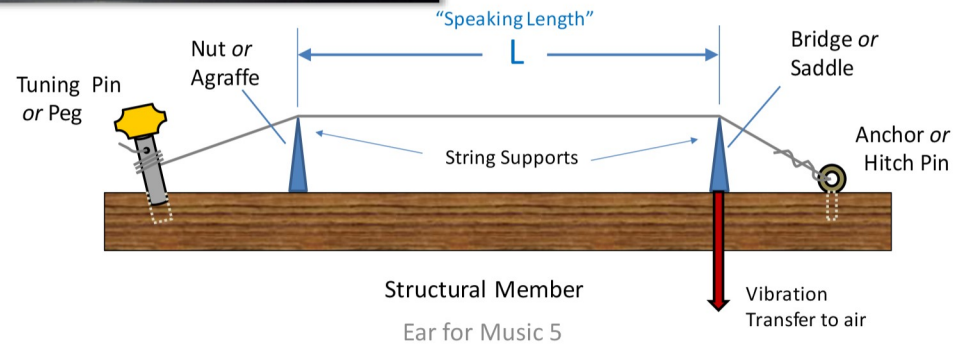 "Speaking Length"
L
Nut or
Agraffe
Bridge or
Saddle
Tuning Pin
or Peg
String Supports
Anchor or
Hitch Pin
Structural Member
Vibration
Transfer to air
Ear for Music 5